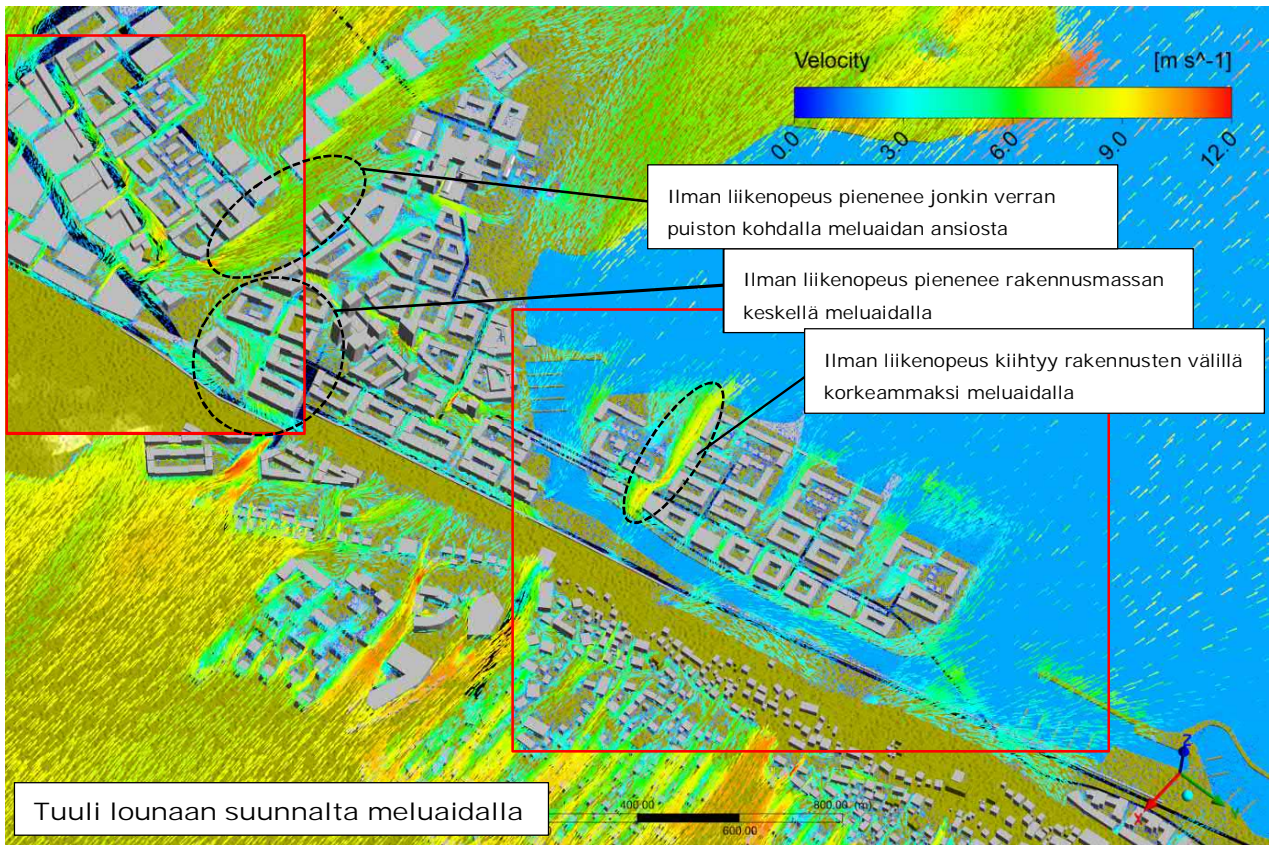 Velocity [m s^-1]
0.0 3.0 6.0 9.0 12.0
Ilman liikenopeus pienenee jonkin verran
puiston kohdalla meluaidan ansiosta
Ilman liikenopeus pienenee rakennusmassan
keskellä meluaidalla
Ilman liikenopeus kiihtyy rakennusten välillä
korkeammaksi meluaidalla
Tuuli lounaan suunnalta meluaidalla
400.00 800.00 (m)
600.00
Z
X